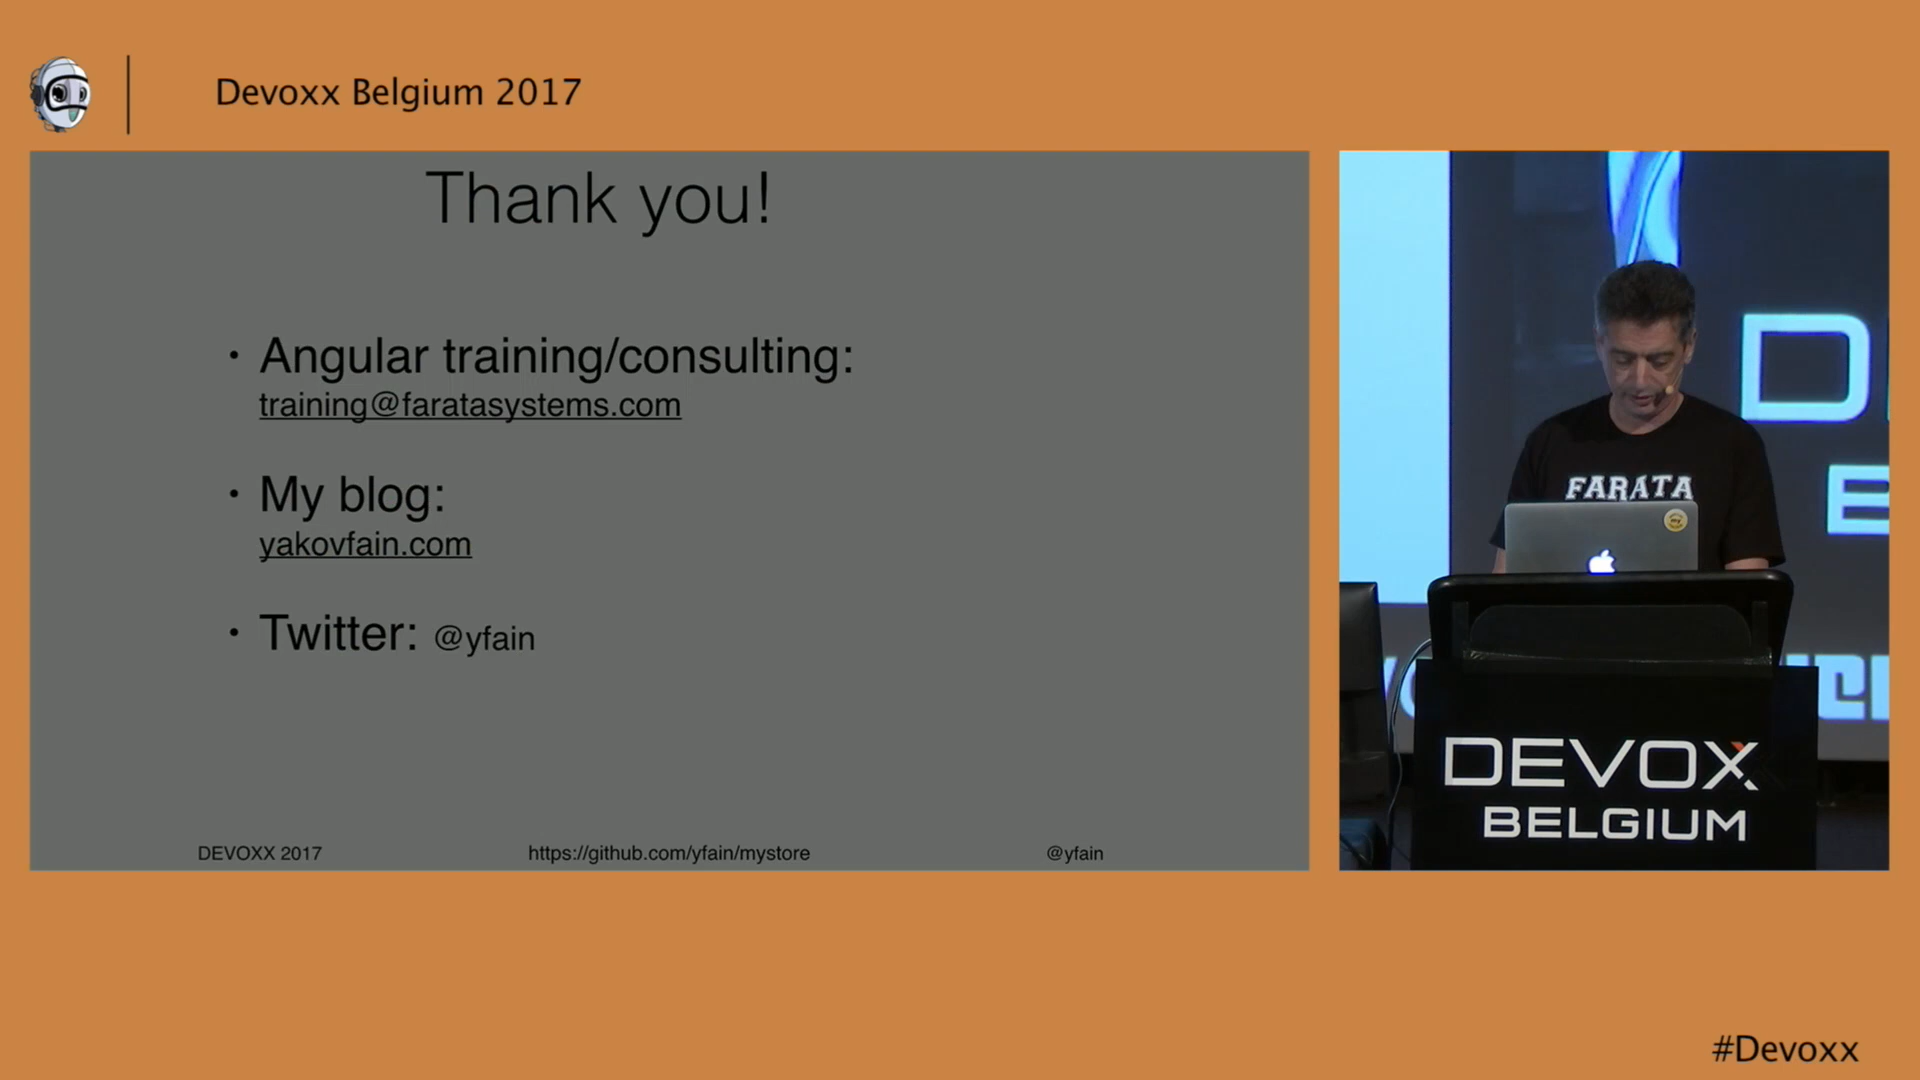 Devoxx Belgium 2017
Thank you!
• Angular training/consulting:
training@faratasystems.com
• My blog:
yakovfain.com
• Twitter: @yfain
DEVOXX 2017
https://github.com/yfain/mystore
@yfain
FARATA
DEVOXX
BELGIUM
#Devoxx